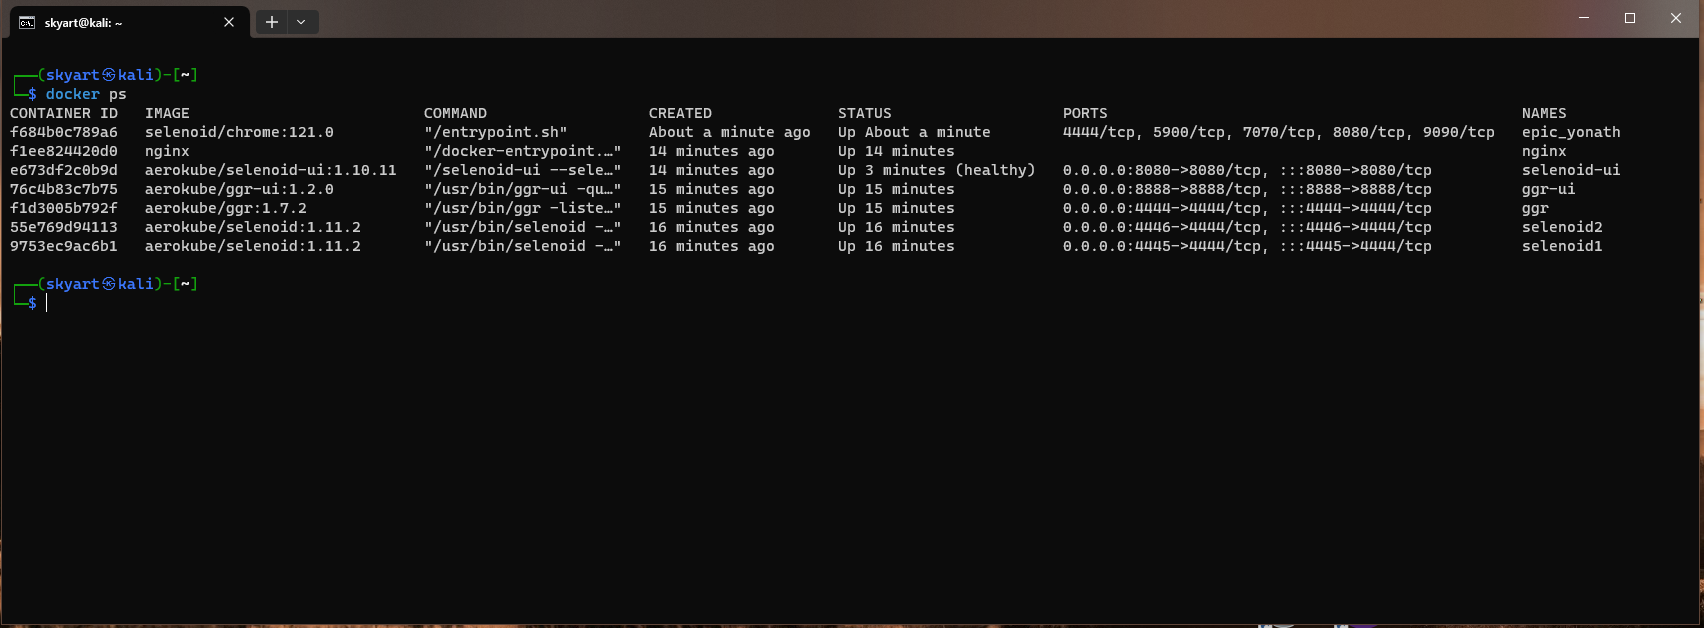 skyart@kali: ~
┌──(skyart㉿kali)-[~]
└─$ docker ps
CONTAINER ID   IMAGE                          COMMAND                  CREATED              STATUS                   PORTS                                            NAMES
f684b0c789a6   selenoid/chrome:121.0          "/entrypoint.sh"         About a minute ago   Up About a minute        4444/tcp, 5900/tcp, 7070/tcp, 8080/tcp, 9090/tcp   epic_yonath
f1ee824420d0   nginx                          "/docker-entrypoint.…"   14 minutes ago       Up 14 minutes                                                             nginx
e673df2c0b9d   aerokube/selenoid-ui:1.10.11   "/selenoid-ui --sele…"   14 minutes ago       Up 3 minutes (healthy)   0.0.0.0:8080->8080/tcp, :::8080->8080/tcp        selenoid-ui
76c4b83c7b75   aerokube/ggr-ui:1.2.0          "/usr/bin/ggr-ui -qu…"   15 minutes ago       Up 15 minutes            0.0.0.0:8888->8888/tcp, :::8888->8888/tcp        ggr-ui
f1d3005b792f   aerokube/ggr:1.7.2             "/usr/bin/ggr -liste…"   15 minutes ago       Up 15 minutes            0.0.0.0:4444->4444/tcp, :::4444->4444/tcp        ggr
55e769d94113   aerokube/selenoid:1.11.2       "/usr/bin/selenoid -…"   16 minutes ago       Up 16 minutes            0.0.0.0:4446->4444/tcp, :::4446->4444/tcp        selenoid2
9753ec9ac6b1   aerokube/selenoid:1.11.2       "/usr/bin/selenoid -…"   16 minutes ago       Up 16 minutes            0.0.0.0:4445->4444/tcp, :::4445->4444/tcp        selenoid1
┌──(skyart㉿kali)-[~]
└─$